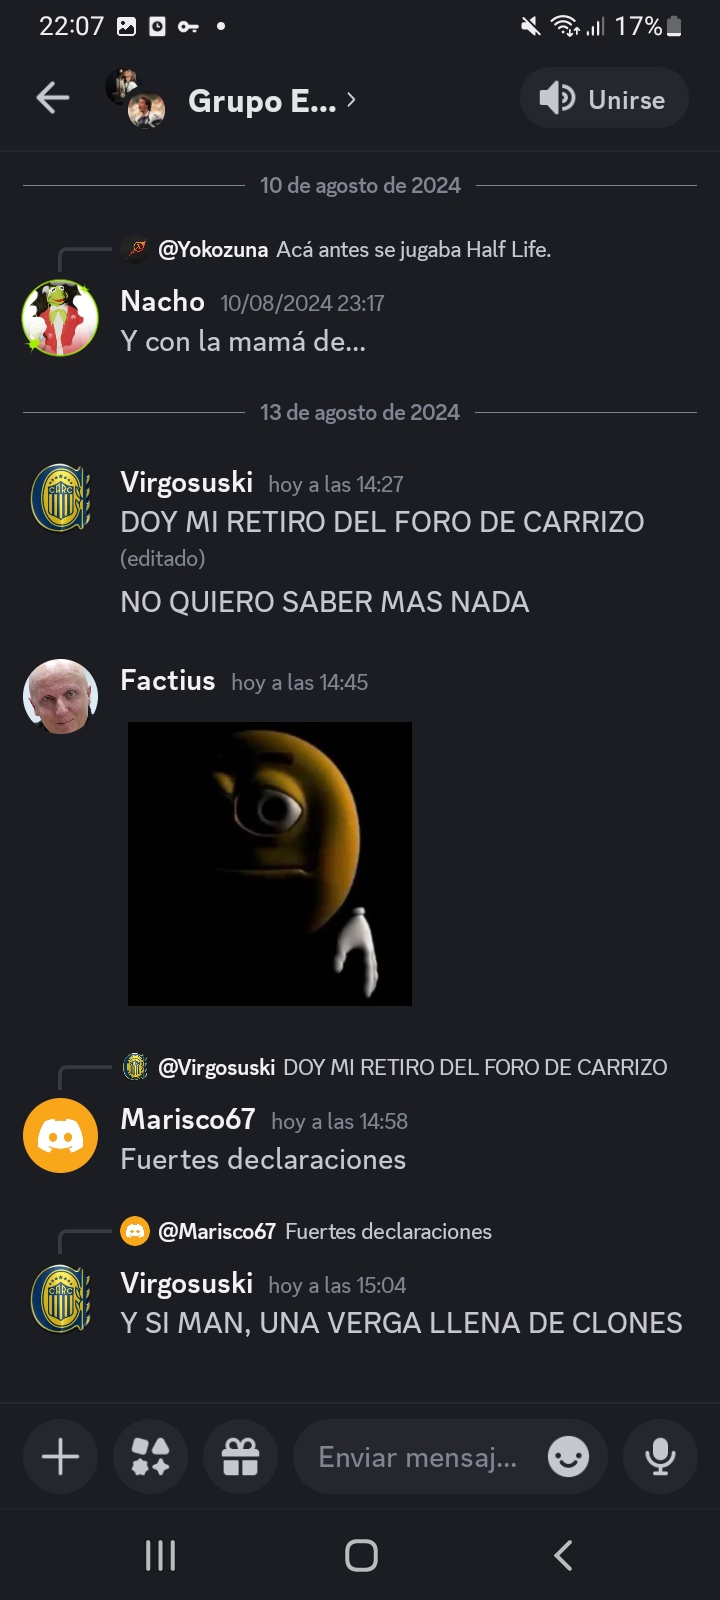 22:07
17%
Grupo E...
Unirse
10 de agosto de 2024
@Yokozuna Acá antes se jugaba Half Life.
Nacho 10/08/2024 23:17
Y con la mamá de...
13 de agosto de 2024
Virgosuski hoy a las 14:27
DOY MI RETIRO DEL FORO DE CARRIZO
(editado)
NO QUIERO SABER MAS NADA
Factius hoy a las 14:45
@Virgosuski DOY MI RETIRO DEL FORO DE CARRIZO
Marisco67 hoy a las 14:58
Fuertes declaraciones
@Marisco67 Fuertes declaraciones
Virgosuski hoy a las 15:04
Y SI MAN, UNA VERGA LLENA DE CLONES
Enviar mensaj...